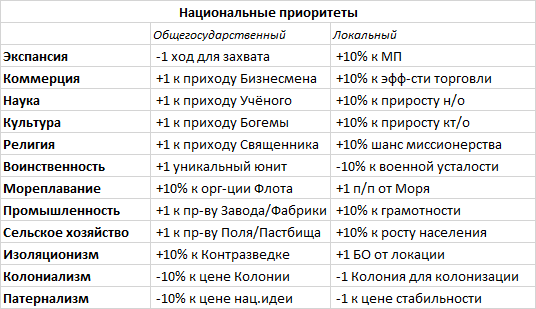 Национальные приоритеты
Общегосударственный Локальный
Экспансия -1 ход для захвата +10% к МП
Коммерция +1 к приходу Бизнесмена +10% к эфф-сти торговли
Наука +1 к приходу Учёного +10% к приросту н/о
Культура +1 к приходу Богемы +10% к приросту кт/о
Религия +1 к приходу Священника +10% шанс миссионерства
Воинственность +1 уникальный юнит -10% к военной усталости
Мореплавание +10% к орг-ции Флота +1 п/п от Моря
Промышленность +1 к пр-ву Завода/Фабрики +10% к грамотности
Сельское хозяйство +1 к пр-ву Поля/Пастбища +10% к росту населения
Изоляционизм +10% к Контразведке +1 БО от локации
Колониализм -10% к цене Колонии -1 Колония для колонизации
Патернализм -10% к цене нац.идеи -1 к цене стабильности